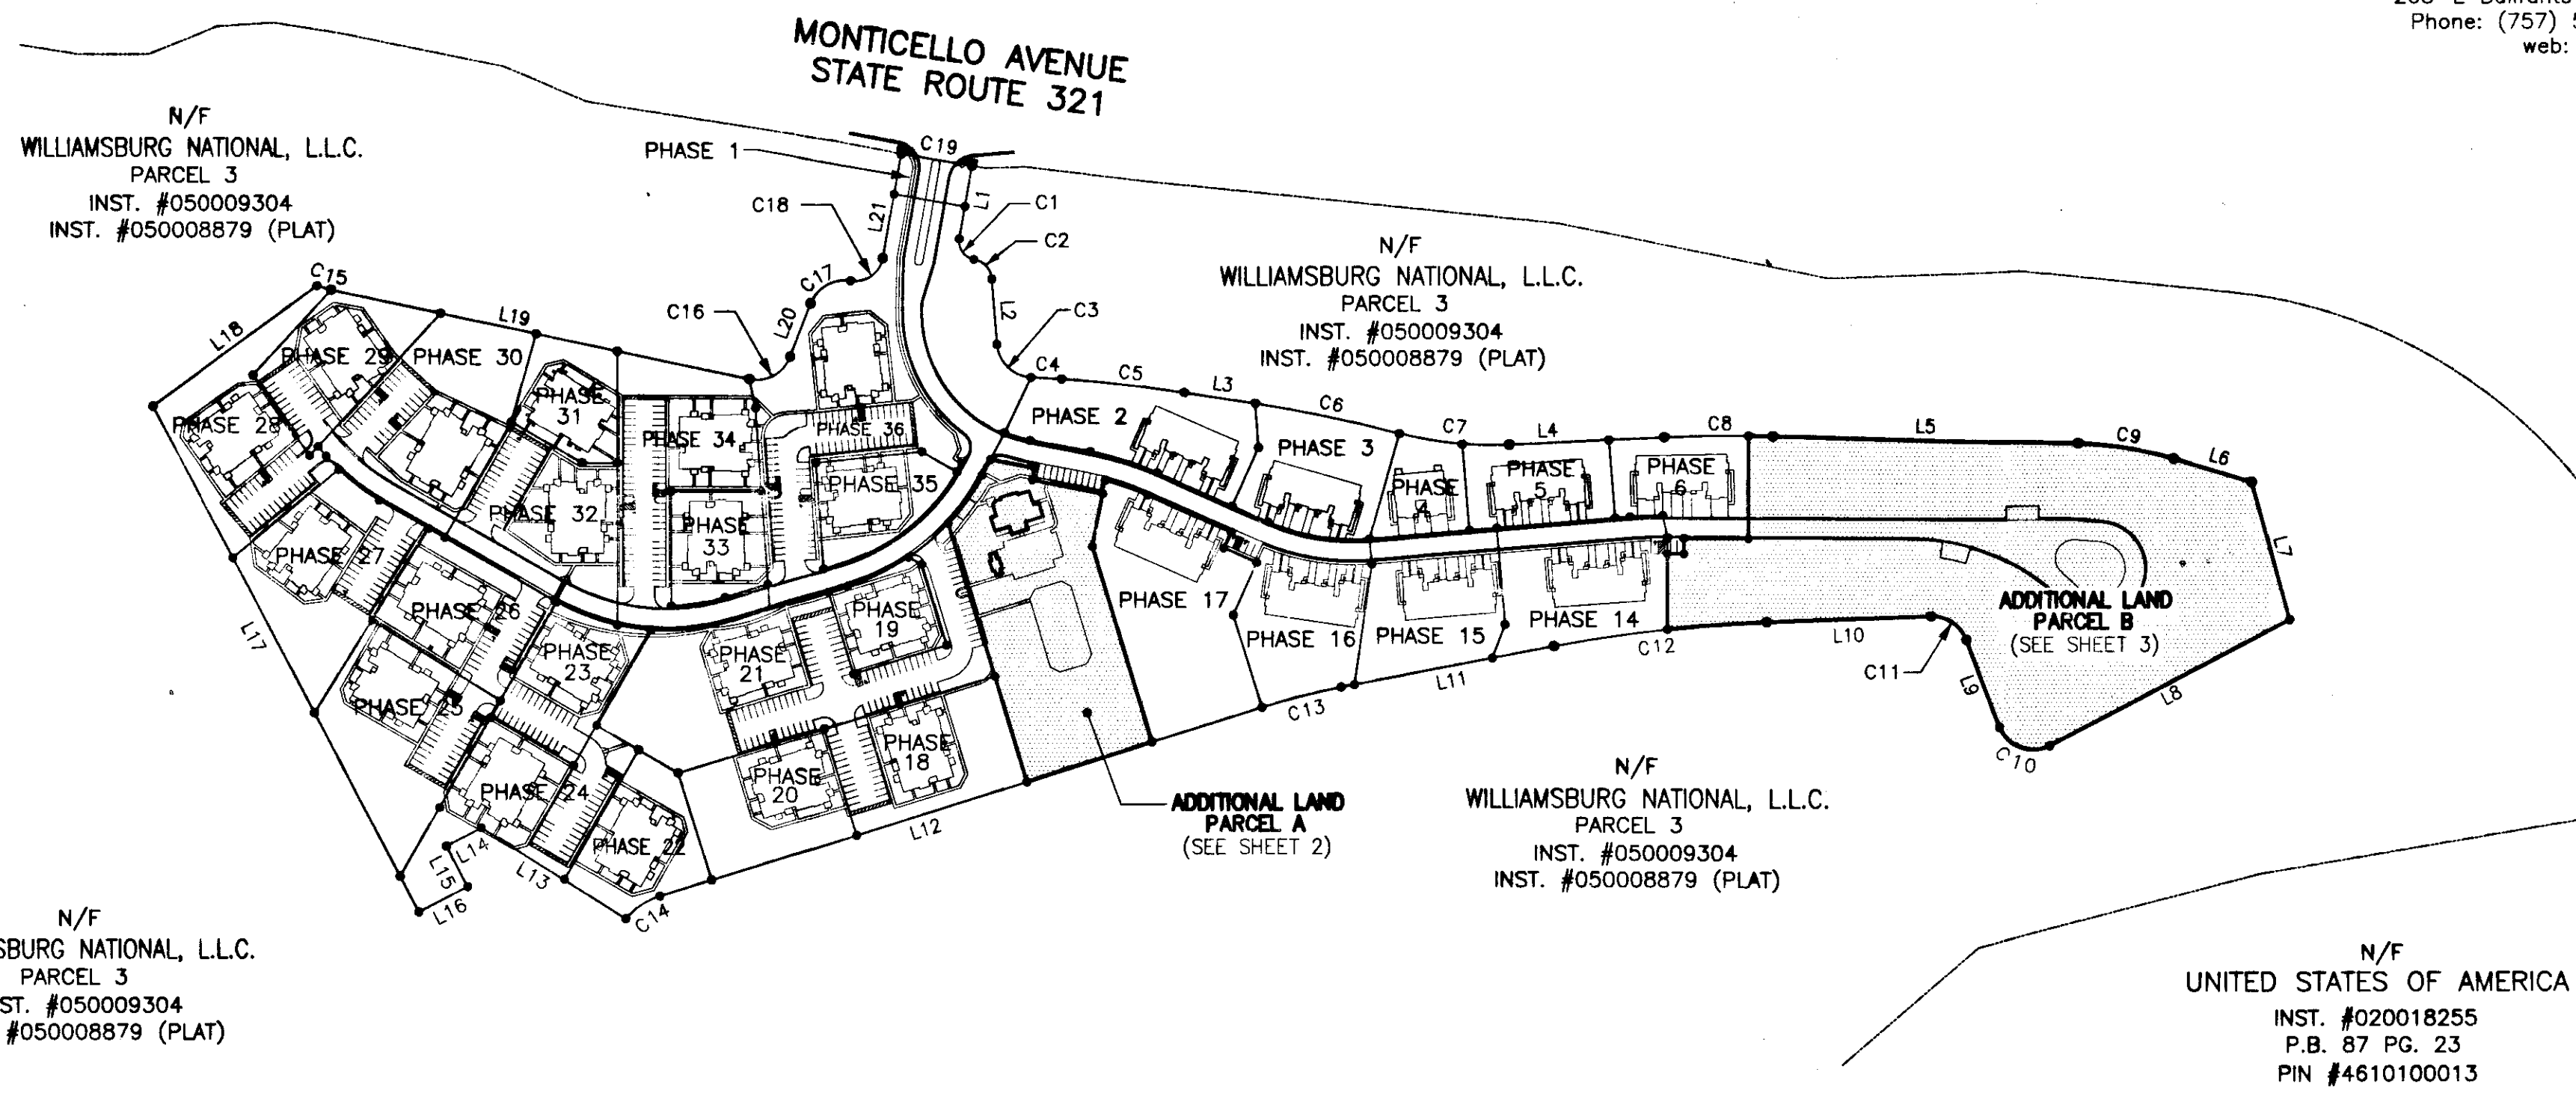 Phone: (757)
web:
MONTICELLO AVENUE
STATE ROUTE 321
N/F
WILLIAMSBURG NATIONAL, L.L.C.
PARCEL 3
INST. #050009304
INST. #050008879 (PLAT)
PHASE 1
C19
L1
C1
C2
C18
L21
C17
L20
C16
L2
C3
N/F
WILLIAMSBURG NATIONAL, L.L.C.
PARCEL 3
INST. #050009304
INST. #050008879 (PLAT)
C15
L18
L19
C4
C5
L3
C6
C7
L4
C8
L5
C9
L6
L7
PHASE 29
PHASE 30
PHASE 31
PHASE 28
PHASE 34
PHASE 36
PHASE 35
PHASE 32
PHASE
33
PHASE 2
PHASE 3
PHASE
4
PHASE
5
PHASE
6
PHASE 27
PHASE 26
PHASE
23
PHASE 25
PHASE 24
PHASE 22
PHASE
21
PHASE
19
PHASE
20
PHASE
18
PHASE 17
PHASE 16
PHASE 15
PHASE 14
L17
L16
L15
L14
L13
C14
L12
C13
L11
C12
L10
C11
L9
C10
L8
ADDITIONAL LAND
PARCEL B
(SEE SHEET 3)
ADDITIONAL LAND
PARCEL A
(SEE SHEET 2)
N/F
WILLIAMSBURG NATIONAL, L.L.C.
PARCEL 3
INST. #050009304
INST. #050008879 (PLAT)
N/F
SBURG NATIONAL, L.L.C.
PARCEL 3
ST. #050009304
#050008879 (PLAT)
N/F
UNITED STATES OF AMERICA
INST. #020018255
P.B. 87 PG. 23
PIN #4610100013